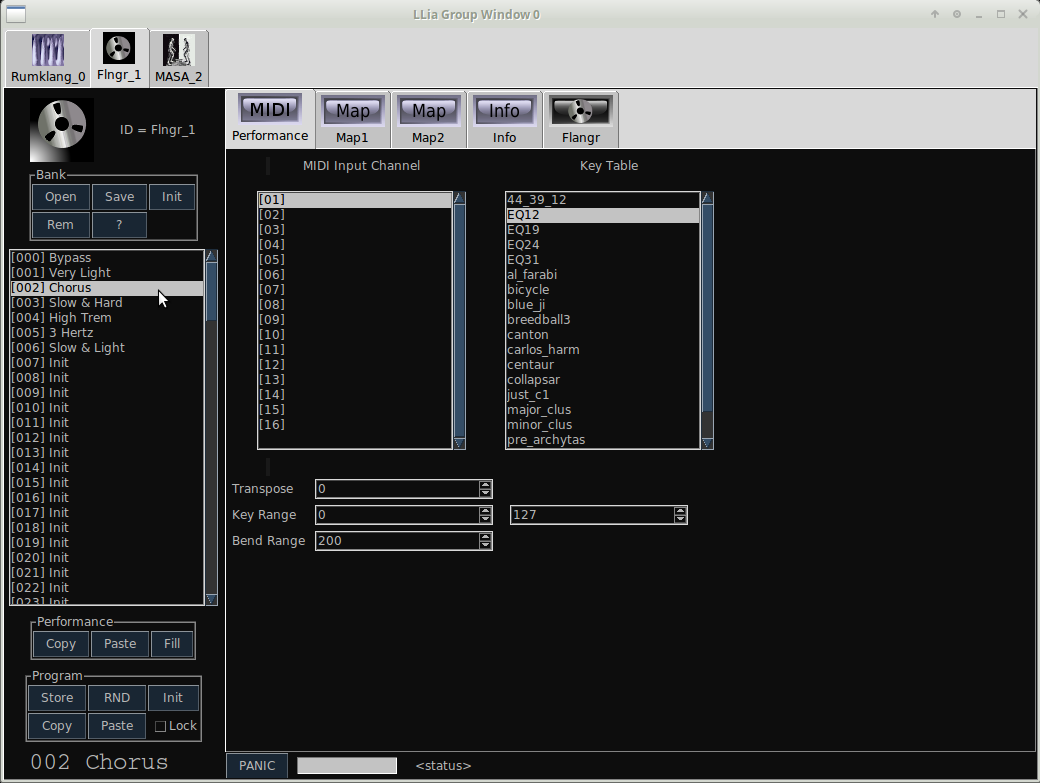 LLia Group Window 0
Rumklang_0 Flngr_1 MASA_2
ID = Flngr_1
Bank
Open Save Init
Rem ?
[000] Bypass
[001] Very Light
[002] Chorus
[003] Slow & Hard
[004] High Trem
[005] 3 Hertz
[006] Slow & Light
[007] Init
[008] Init
[009] Init
[010] Init
[011] Init
[012] Init
[013] Init
[014] Init
[015] Init
[016] Init
[017] Init
[018] Init
[019] Init
[020] Init
[021] Init
[022] Init
[023] Init
Performance
Copy Paste Fill
Program
Store RND Init
Copy Paste Lock
002 Chorus
MIDI Map Map Info
Performance Map1 Map2 Info Flangr
MIDI Input Channel
[01]
[02]
[03]
[04]
[05]
[06]
[07]
[08]
[09]
[10]
[11]
[12]
[13]
[14]
[15]
[16]
Key Table
44_39_12
EQ12
EQ19
EQ24
EQ31
al_farabi
bicycle
blue_ji
breedball3
canton
carlos_harm
centaur
collapsar
just_c1
major_clus
minor_clus
pre_archytas
Transpose 0
Key Range 0 127
Bend Range 200
PANIC <status>